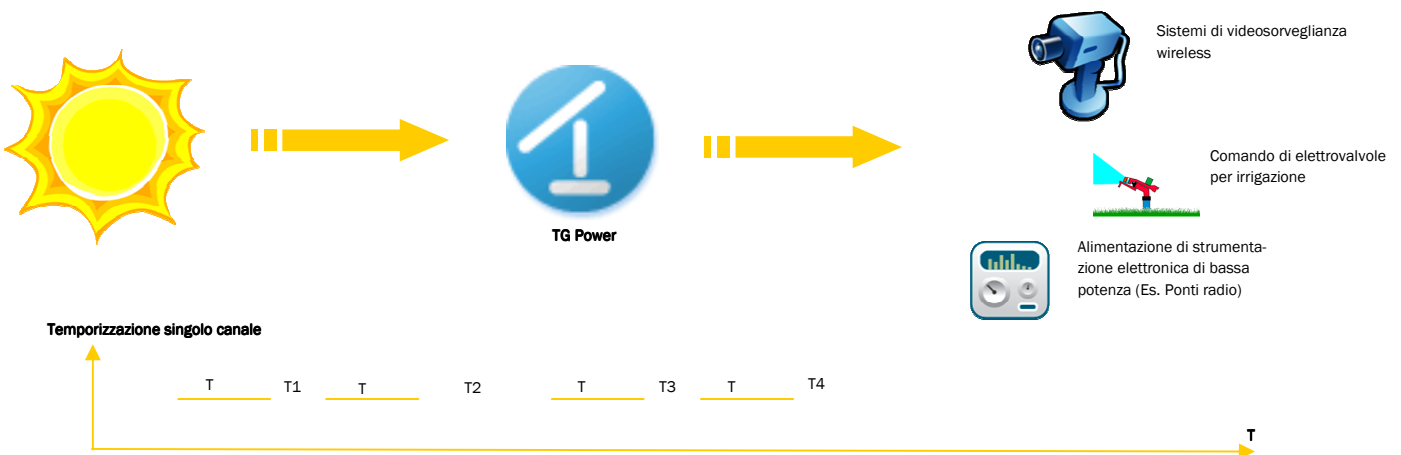 Sistemi di videosorveglianza
wireless
Comando di elettrovalvole
per irrigazione
TG Power
Alimentazione di strumenta-
zione elettronica di bassa
potenza (Es. Ponti radio)
Temporizzazione singolo canale
T T1 T T2 T T3 T T4
T